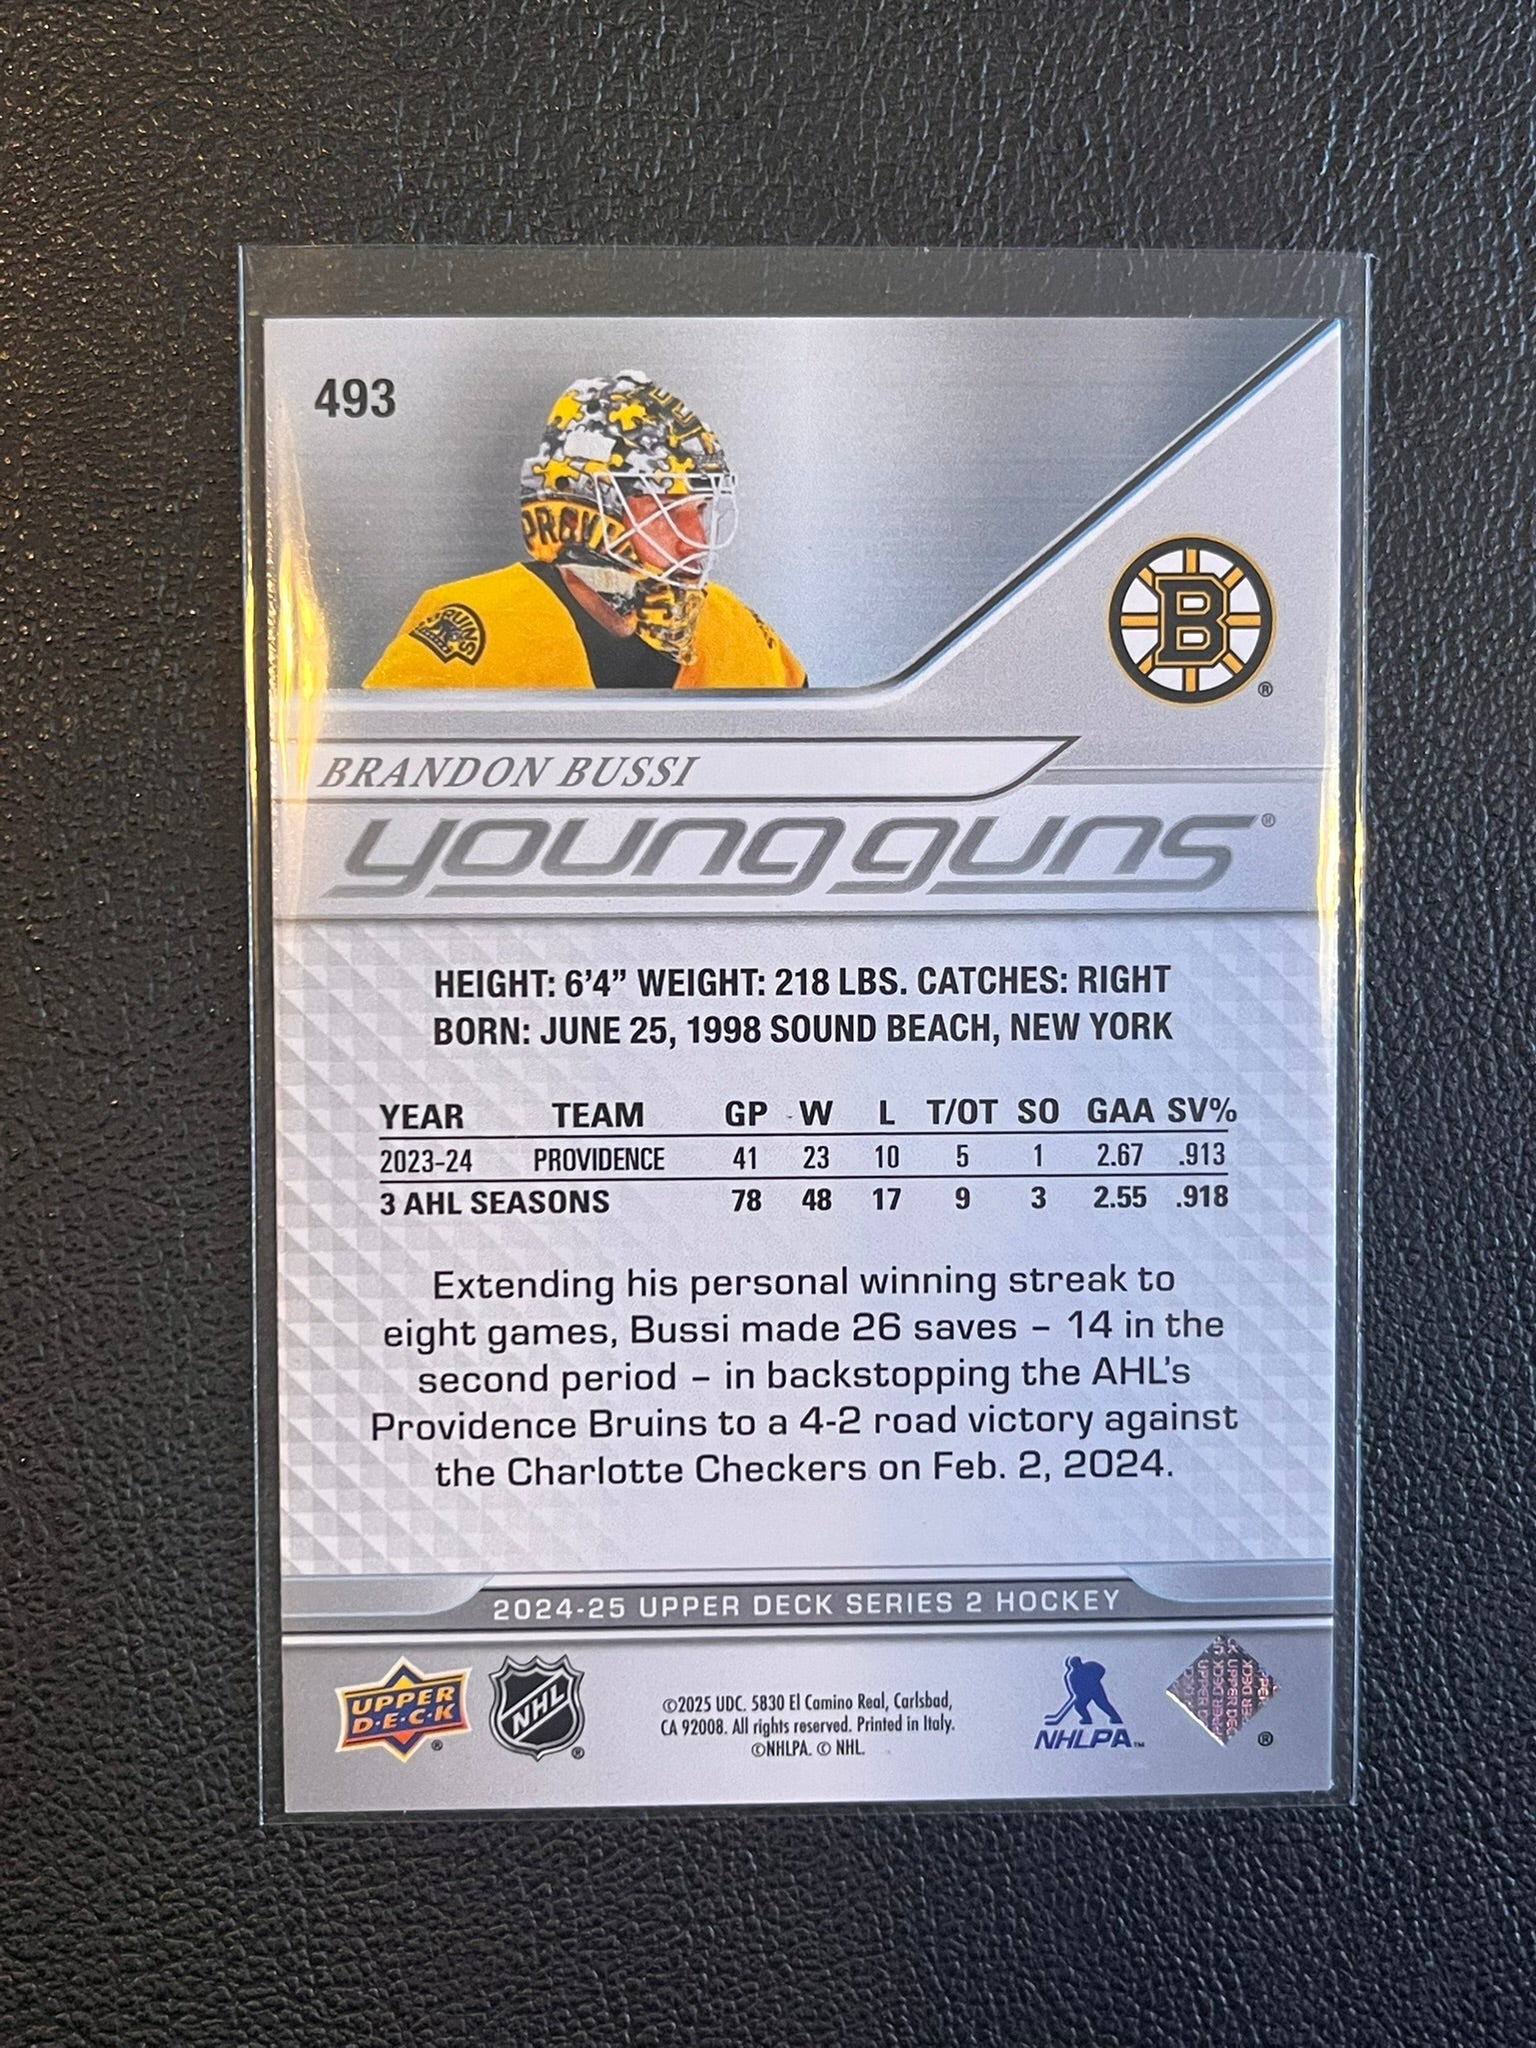 493
BRUINS
B
®
BRANDON BUSSI
young guns®
HEIGHT: 6'4” WEIGHT: 218 LBS. CATCHES: RIGHT
BORN: JUNE 25, 1998 SOUND BEACH, NEW YORK
YEAR TEAM GP W L T/OT SO GAA SV%
2023-24 PROVIDENCE 41 23 10 5 1 2.67 .913
3 AHL SEASONS 78 48 17 9 3 2.55 .918
Extending his personal winning streak to
eight games, Bussi made 26 saves – 14 in the
second period – in backstopping the AHL's
Providence Bruins to a 4-2 road victory against
the Charlotte Checkers on Feb. 2, 2024.
2024-25 UPPER DECK SERIES 2 HOCKEY
UPPER
D·E·C·K
®
NHL
®
©2025 UDC. 5830 El Camino Real, Carlsbad,
CA 92008. All rights reserved. Printed in Italy.
©NHLPA. © NHL.
NHLPA™
UPPER DECK
®